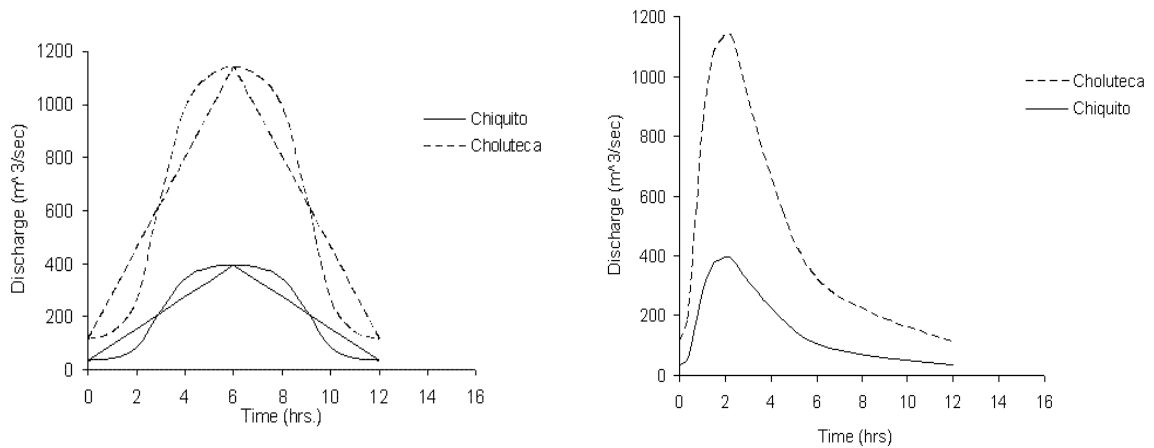 1200
1000
800
600
400
200
0
Discharge (m^3/sec)
0 2 4 6 8 10 12 14 16
Time (hrs.)
Chiquito
Choluteca
1200
1000
800
600
400
200
0
Discharge (m^3/sec)
0 2 4 6 8 10 12 14 16
Time (hrs)
Choluteca
Chiquito